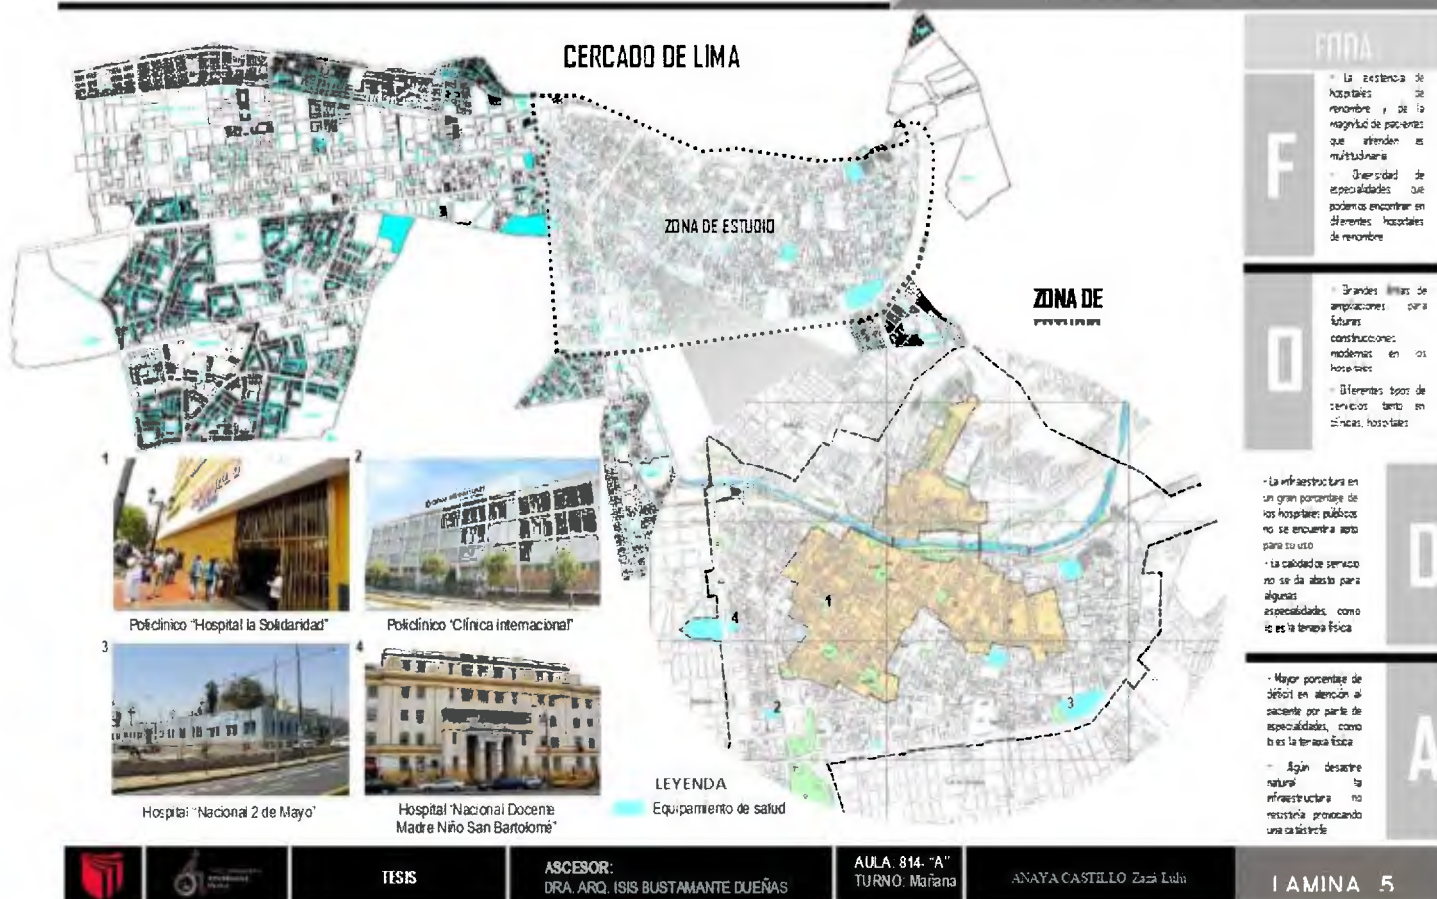 CERCADO DE LIMA
ZONA DE ESTUDIO
ZONA DE
1
Policlínico "Hospital la Solidaridad"
2
Policlínico "Clínica internacional"
3
Hospital "Nacional 2 de Mayo"
4
Hospital "Nacional Docente
Madre Niño San Bartolomé"
1
2
3
4
LEYENDA
Equipamiento de salud
FODA
F
- La existencia de
hospitales de
renombre y de la
magnitud de pacientes
que atienden es
multitudinaria
- Diversidad de
especialidades que
podemos encontrar en
diferentes hospitales
de renombre
O
- Grandes áreas de
ampliaciones para
futuras
construcciones
modernas en los
hospitales
- Diferentes tipos de
servicios tanto en
clínicas, hospitales
D
- La infraestructura en
un gran porcentaje de
los hospitales públicos
no se encuentra apto
para su uso
- La calidad de servicio
no se da abasto para
algunas
especialidades, como
es la terapia física
A
- Mayor porcentaje de
déficit en atención al
paciente por parte de
especialidades, como
es la terapia física
- Algún desastre
natural la
infraestructura no
resistiría provocando
una catástrofe
TESIS
ASCESOR:
DRA. ARQ. ISIS BUSTAMANTE DUEÑAS
AULA: 814- "A"
TURNO: Mañana
ANAYA CASTILLO Zazú Lulú
LAMINA 5